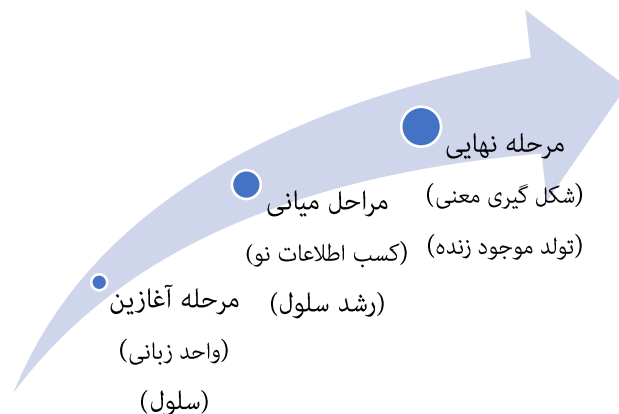 مرحله نهایی
(شکل گیری معنی)
(تولد موجود زنده)
مراحل میانی
(کسب اطلاعات نو)
(رشد سلول)
مرحله آغازین
(واحد زبانی)
(سلول)